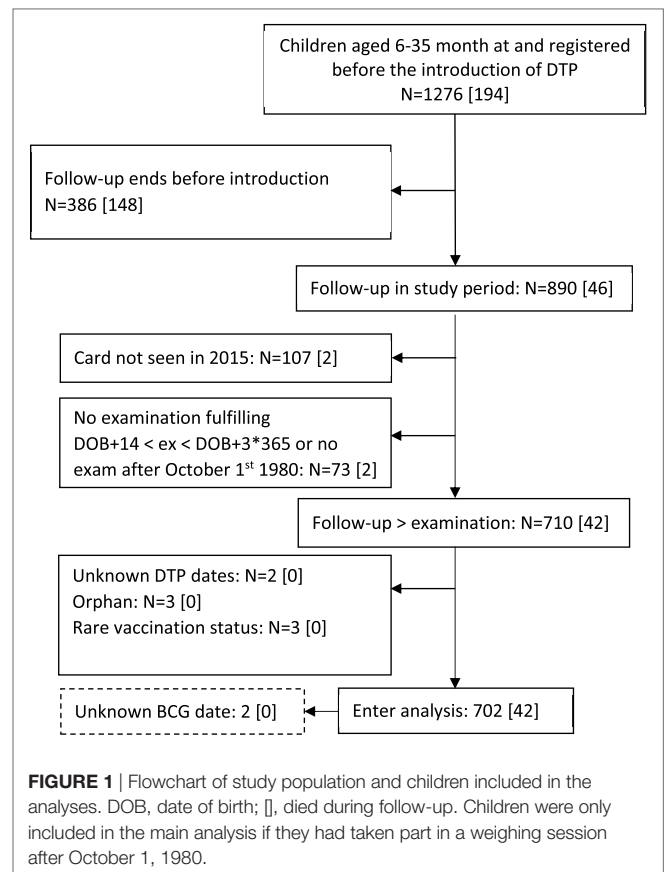 Children aged 6-35 month at and registered
before the introduction of DTP
N=1276 [194]
Follow-up ends before introduction
N=386 [148]
Follow-up in study period: N=890 [46]
Card not seen in 2015: N=107 [2]
No examination fulfilling
DOB+14 < ex < DOB+3*365 or no
exam after October 1st 1980: N=73 [2]
Follow-up > examination: N=710 [42]
Unknown DTP dates: N=2 [0]
Orphan: N=3 [0]
Rare vaccination status: N=3 [0]
Unknown BCG date: 2 [0]
Enter analysis: 702 [42]
FIGURE 1 | Flowchart of study population and children included in the
analyses. DOB, date of birth; [], died during follow-up. Children were only
included in the main analysis if they had taken part in a weighing session
after October 1, 1980.